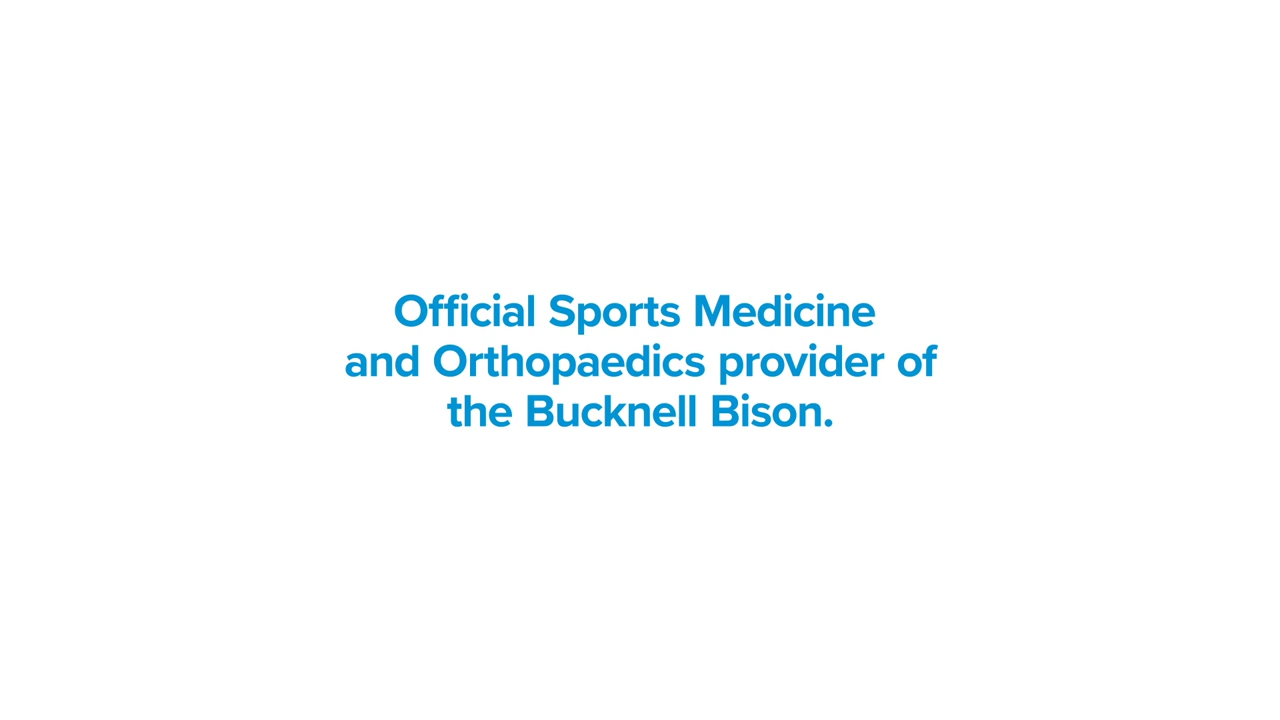 Official Sports Medicine
and Orthopaedics provider of
the Bucknell Bison.